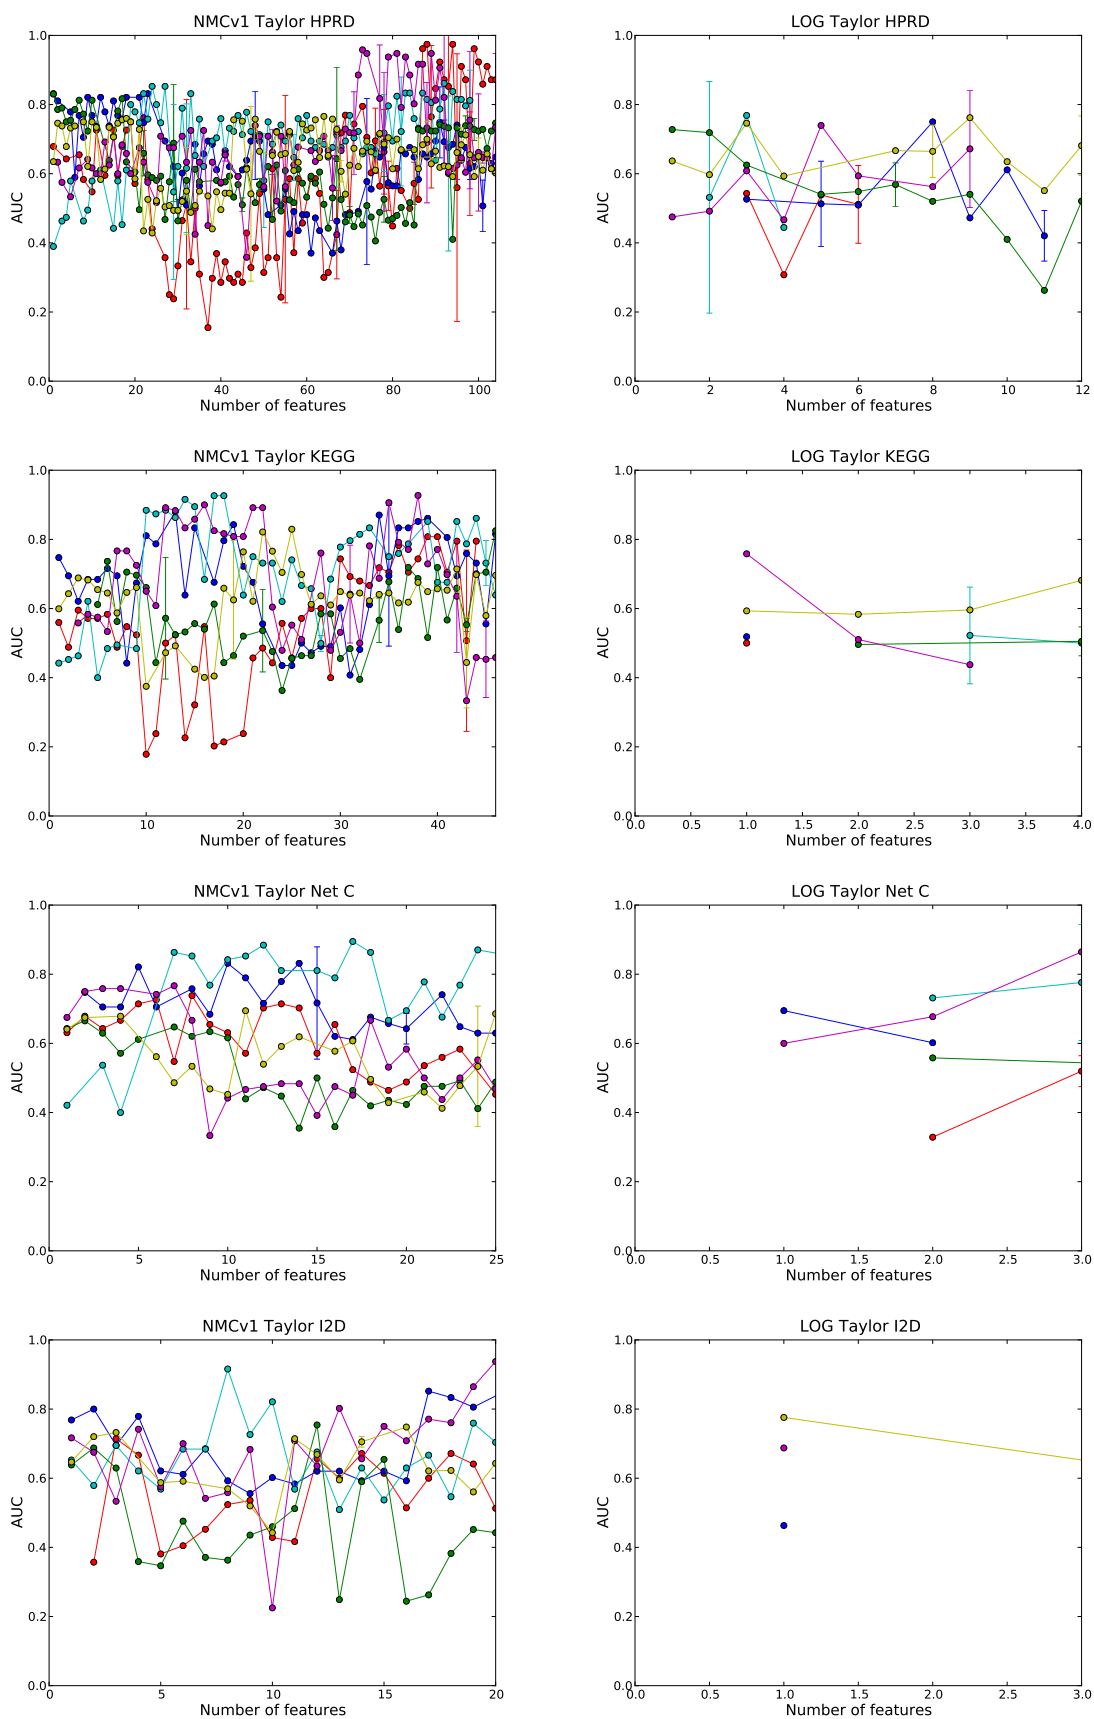 NMCv1 Taylor HPRD
1.0
0.8
0.6
0.4
0.2
0.0
AUC
0 20 40 60 80 100
Number of features
LOG Taylor HPRD
1.0
0.8
0.6
0.4
0.2
0.0
AUC
0 2 4 6 8 10 12
Number of features
NMCv1 Taylor KEGG
1.0
0.8
0.6
0.4
0.2
0.0
AUC
0 10 20 30 40
Number of features
LOG Taylor KEGG
1.0
0.8
0.6
0.4
0.2
0.0
AUC
0.0 0.5 1.0 1.5 2.0 2.5 3.0 3.5 4.0
Number of features
NMCv1 Taylor Net C
1.0
0.8
0.6
0.4
0.2
0.0
AUC
0 5 10 15 20 25
Number of features
LOG Taylor Net C
1.0
0.8
0.6
0.4
0.2
0.0
AUC
0.0 0.5 1.0 1.5 2.0 2.5 3.0
Number of features
NMCv1 Taylor I2D
1.0
0.8
0.6
0.4
0.2
0.0
AUC
0 5 10 15 20
Number of features
LOG Taylor I2D
1.0
0.8
0.6
0.4
0.2
0.0
AUC
0.0 0.5 1.0 1.5 2.0 2.5 3.0
Number of features